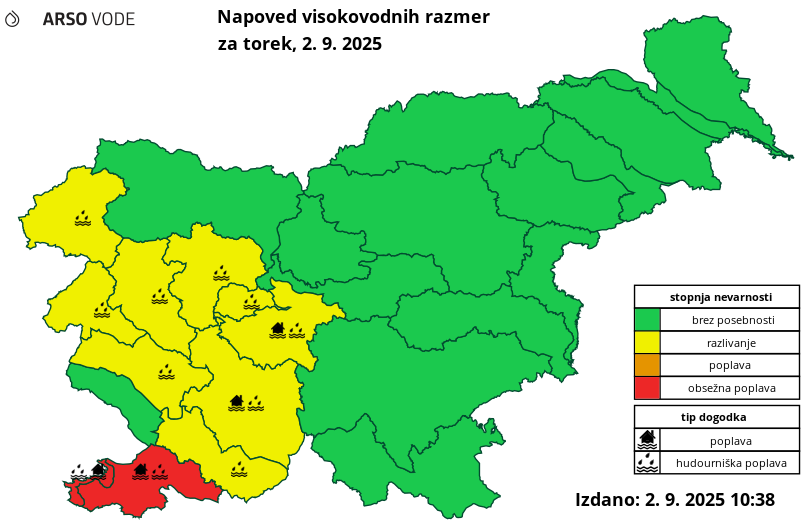 ARSO VODE
Napoved visokovodnih razmer
za torek, 2. 9. 2025
stopnja nevarnosti
brez posebnosti
razlivanje
poplava
obsežna poplava
tip dogodka
poplava
hudourniška poplava
Izdano: 2. 9. 2025 10:38